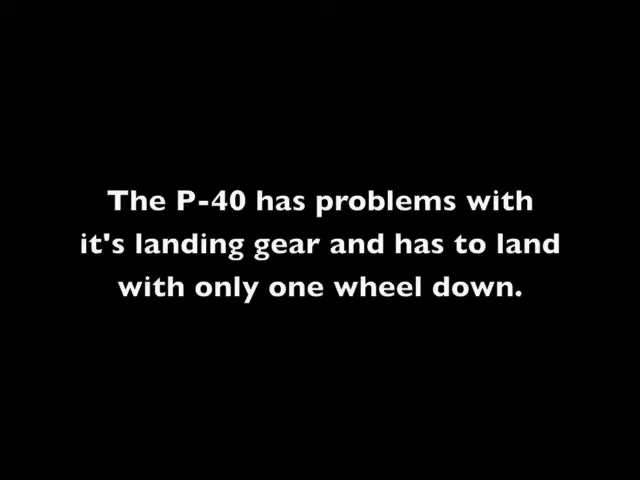 The P-40 has problems with
it's landing gear and has to land
with only one wheel down.